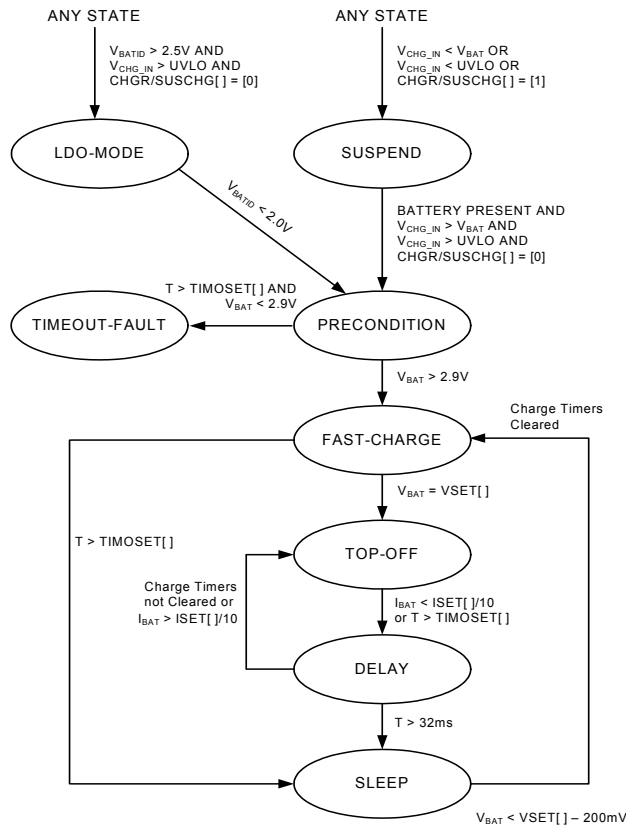 ANY STATE
ANY STATE
V_BATID > 2.5V AND
V_CHG_IN > UVLO AND
CHGR/SUSCHG[ ] = [0]
V_CHG_IN < V_BAT OR
V_CHG_IN < UVLO OR
CHGR/SUSCHG[ ] = [1]
LDO-MODE
SUSPEND
V_BATID < 2.0V
BATTERY PRESENT AND
V_CHG_IN > V_BAT AND
V_CHG_IN > UVLO AND
CHGR/SUSCHG[ ] = [0]
T > TIMOSET[ ] AND
V_BAT < 2.9V
TIMEOUT-FAULT
PRECONDITION
V_BAT > 2.9V
Charge Timers
Cleared
FAST-CHARGE
V_BAT = VSET[ ]
T > TIMOSET[ ]
TOP-OFF
Charge Timers
not Cleared or
I_BAT > ISET[ ]/10
I_BAT < ISET[ ]/10
or T > TIMOSET[ ]
DELAY
T > 32ms
SLEEP
V_BAT < VSET[ ] – 200mV